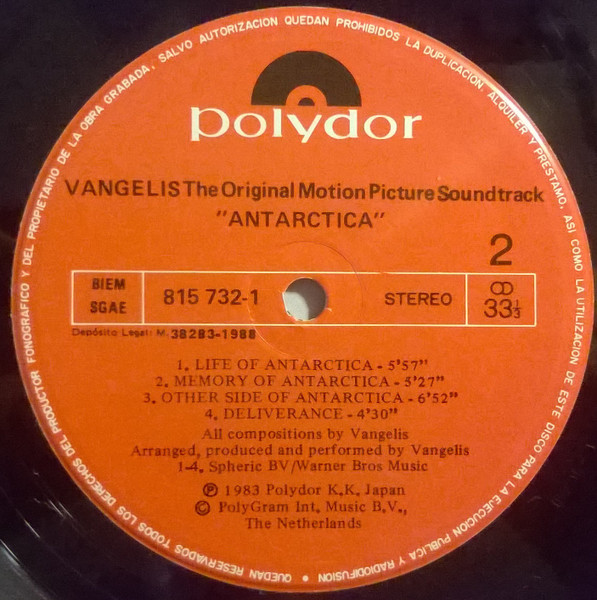 QUEDAN RESERVADOS TODOS LOS DERECHOS DEL PRODUCTOR FONOGRAFICO Y DEL PROPIETARIO DE LA OBRA GRABADA. SALVO AUTORIZACION QUEDAN PROHIBIDOS LA DUPLICACION, ALQUILER Y PRESTAMO, ASI COMO LA UTILIZACION DE ESTE DISCO PARA LA EJECUCION PUBLICA Y RADIODIFUSION
polydor
VANGELIS The Original Motion Picture Soundtrack
"ANTARCTICA"
2
BIEM
SGAE
815 732-1
STEREO
33⅓
Depósito Legal: M. 38283-1988
1. LIFE OF ANTARCTICA - 5'57"
2. MEMORY OF ANTARCTICA - 5'27"
3. OTHER SIDE OF ANTARCTICA - 6'52"
4. DELIVERANCE - 4'30"
All compositions by Vangelis
Arranged, produced and performed by Vangelis
1-4. Spheric BV/Warner Bros Music
Ⓟ 1983 Polydor K.K. Japan
© PolyGram Int. Music B.V.,
The Netherlands